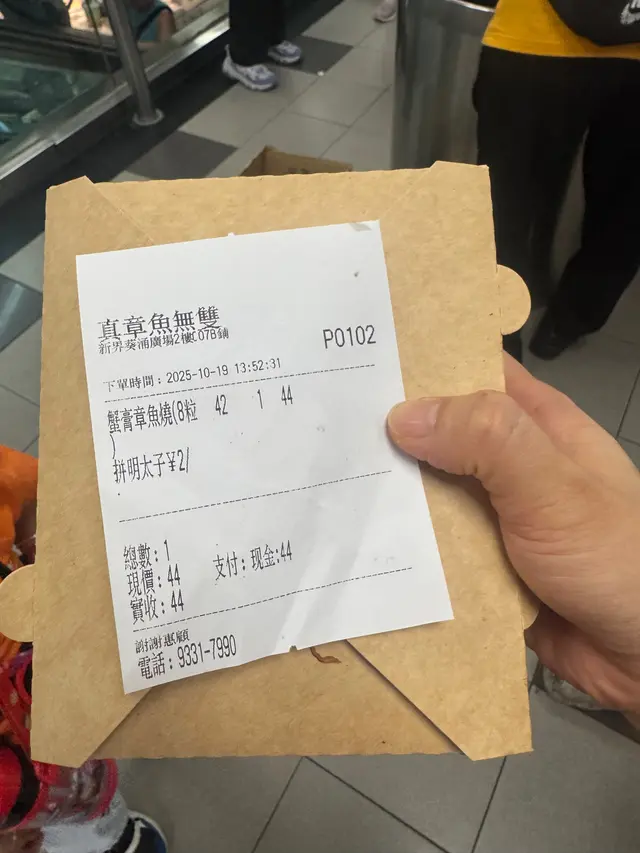 真章魚無雙
新界葵涌廣場2樓C07B鋪
P0102
下單時間：2025-10-19 13:52:31
蟹膏章魚燒(8粒 42 1 44
)
拼明太子¥2/
.
總數：1
現價：44 支付：现金:44
實收：44
謝謝惠顧
電話：9331-7990